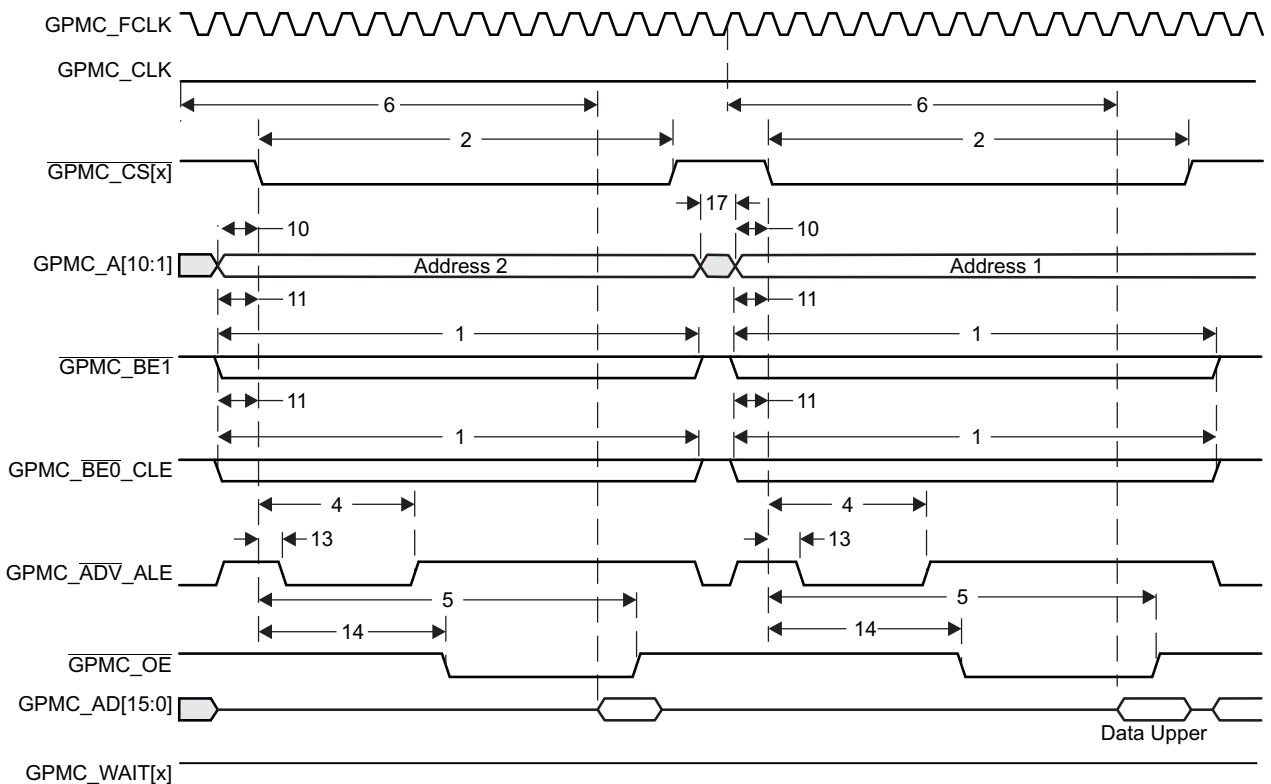 GPMC_FCLK
GPMC_CLK
6 6
2 2
GPMC_CS[x]
17
10 10
GPMC_A[10:1] Address 2 Address 1
11 11
1 1
GPMC_BE1
11 11
1 1
GPMC_BE0_CLE
4 4
13 13
GPMC_ADV_ALE
5 5
14 14
GPMC_OE
GPMC_AD[15:0]
Data Upper
GPMC_WAIT[x]